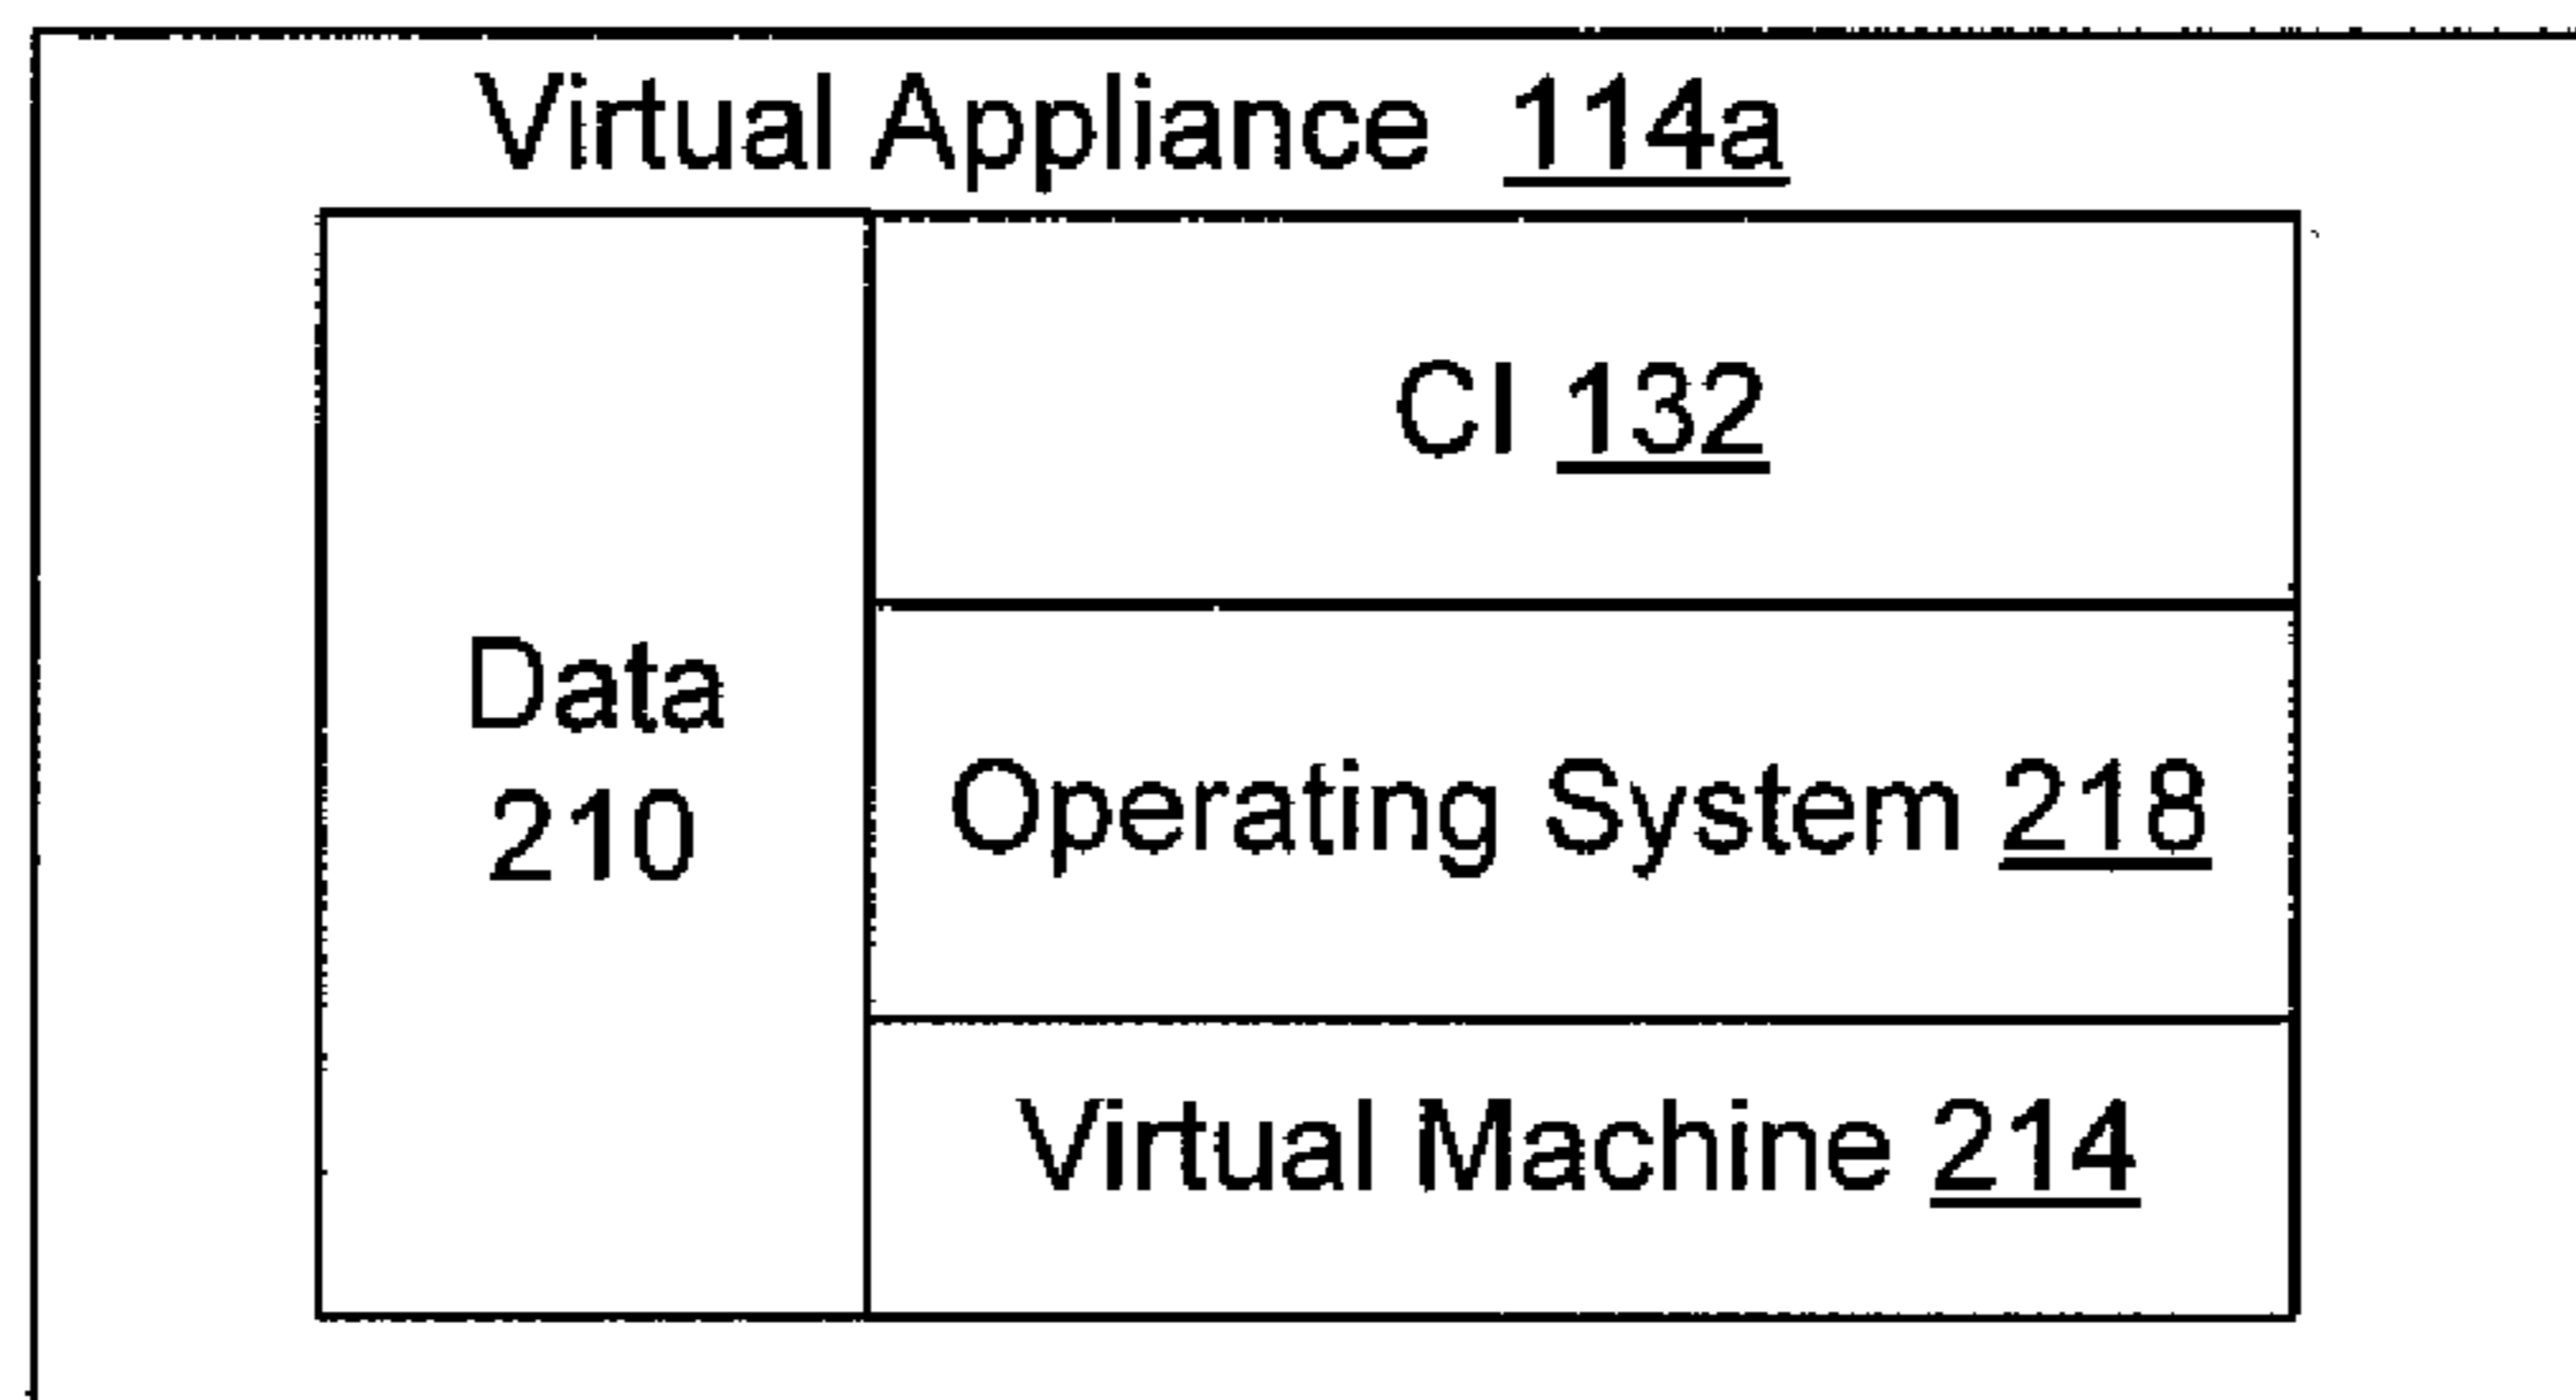 Virtual Appliance 114a
Data
210
CI 132
Operating System 218
Virtual Machine 214